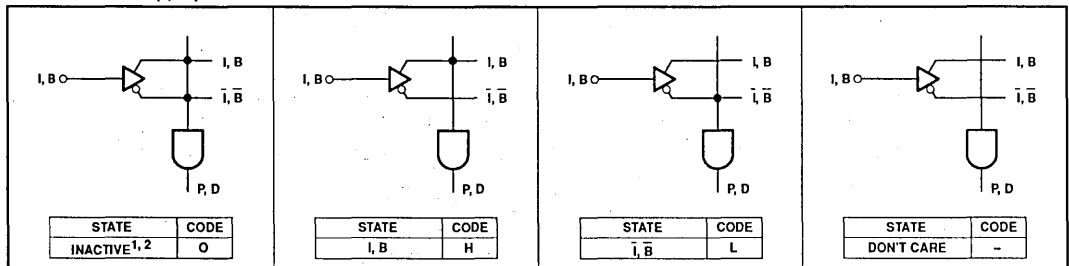 I, B
I, B
I̅, B̅
P, D
STATE CODE
INACTIVE1, 2 O
I, B
I, B
I̅, B̅
P, D
STATE CODE
I, B H
I, B
I, B
I̅, B̅
P, D
STATE CODE
I̅, B̅ L
I, B
I, B
I̅, B̅
P, D
STATE CODE
DON'T CARE –